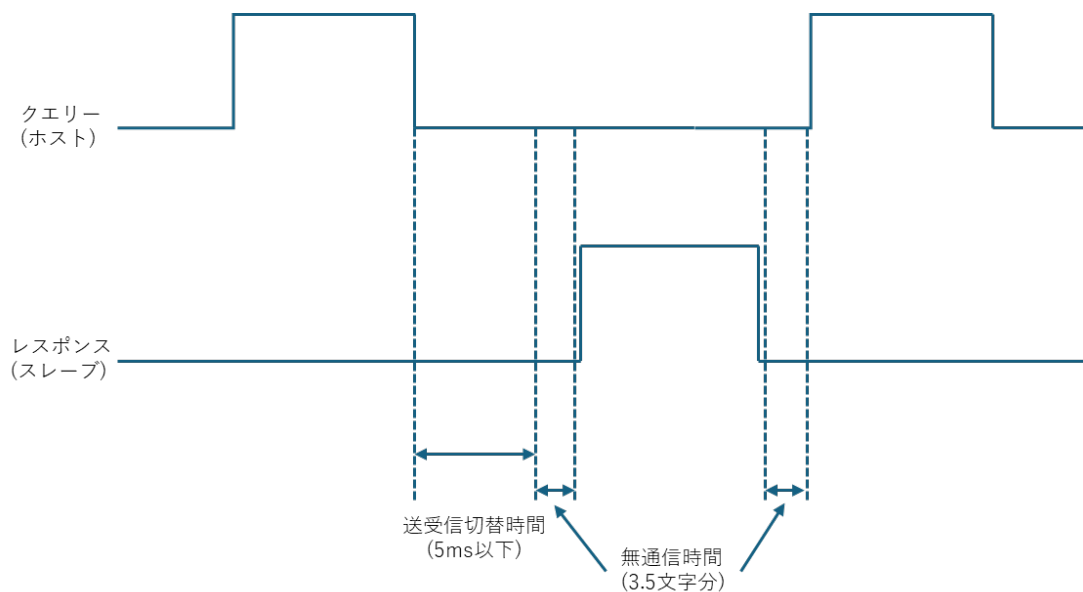 クエリー
(ホスト)
レスポンス
(スレーブ)
送受信切替時間
(5ms以下)
無通信時間
(3.5文字分)